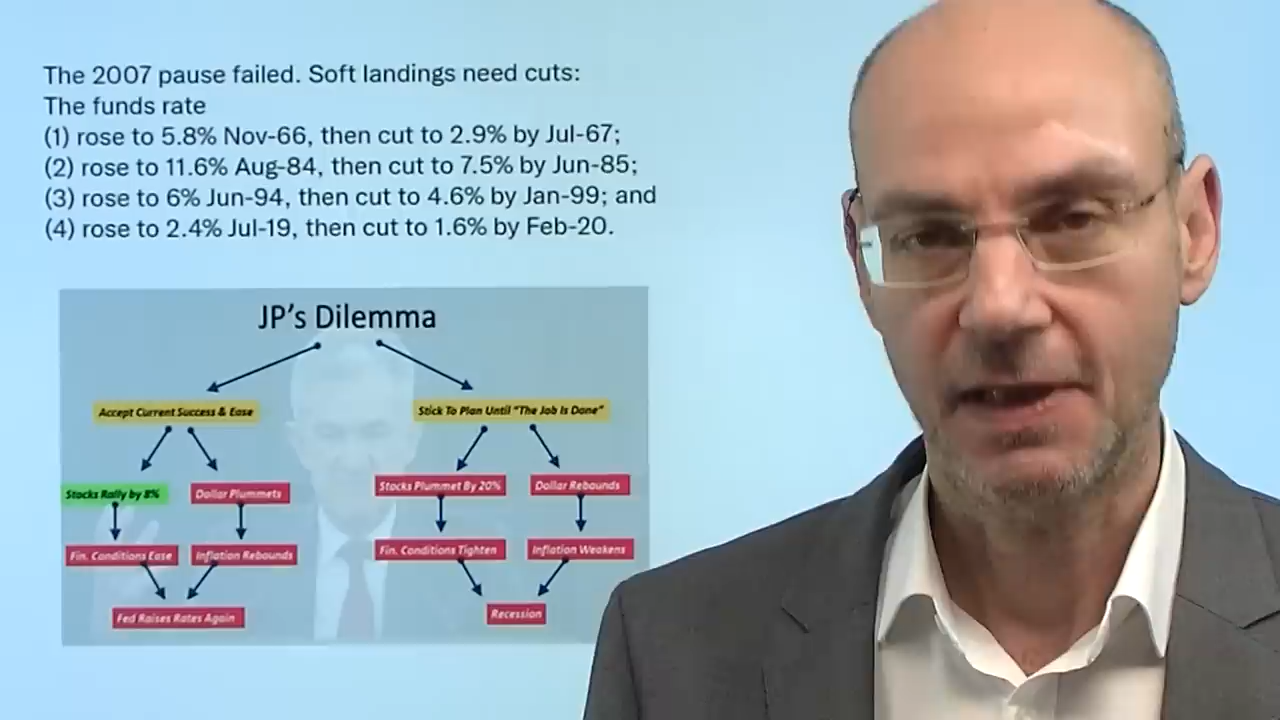 The 2007 pause failed. Soft landings need cuts:
The funds rate
(1) rose to 5.8% Nov-66, then cut to 2.9% by Jul-67;
(2) rose to 11.6% Aug-84, then cut to 7.5% by Jun-85;
(3) rose to 6% Jun-94, then cut to 4.6% by Jan-99; and
(4) rose to 2.4% Jul-19, then cut to 1.6% by Feb-20.
JP's Dilemma
Accept Current Success & Ease
Stick To Plan Until "The Job Is Done"
Stocks Rally by 8%
Dollar Plummets
Stocks Plummet By 20%
Dollar Rebounds
Fin. Conditions Ease
Inflation Rebounds
Fin. Conditions Tighten
Inflation Weakens
Fed Raises Rates Again
Recession